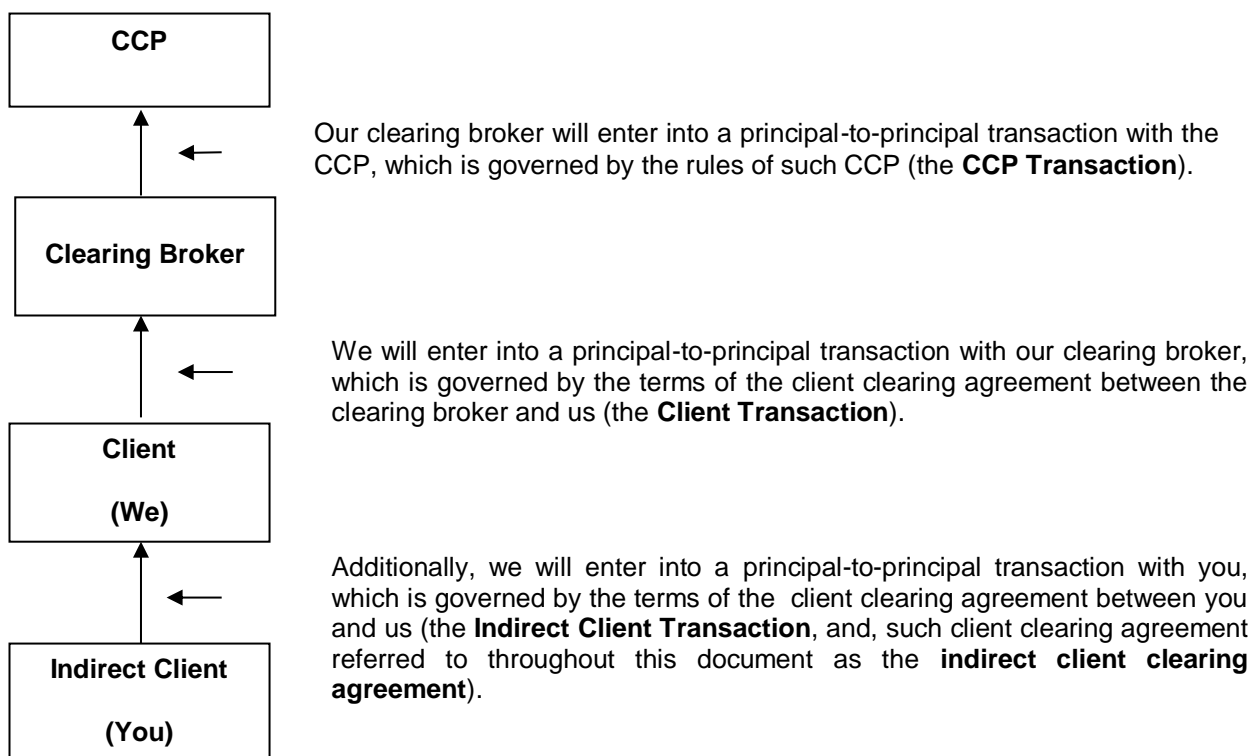 CCP
Our clearing broker will enter into a principal-to-principal transaction with the
CCP, which is governed by the rules of such CCP (the CCP Transaction).
Clearing Broker
We will enter into a principal-to-principal transaction with our clearing broker,
which is governed by the terms of the client clearing agreement between the
clearing broker and us (the Client Transaction).
Client
(We)
Additionally, we will enter into a principal-to-principal transaction with you,
which is governed by the terms of the client clearing agreement between you
and us (the Indirect Client Transaction, and, such client clearing agreement
referred to throughout this document as the indirect client clearing
agreement).
Indirect Client
(You)